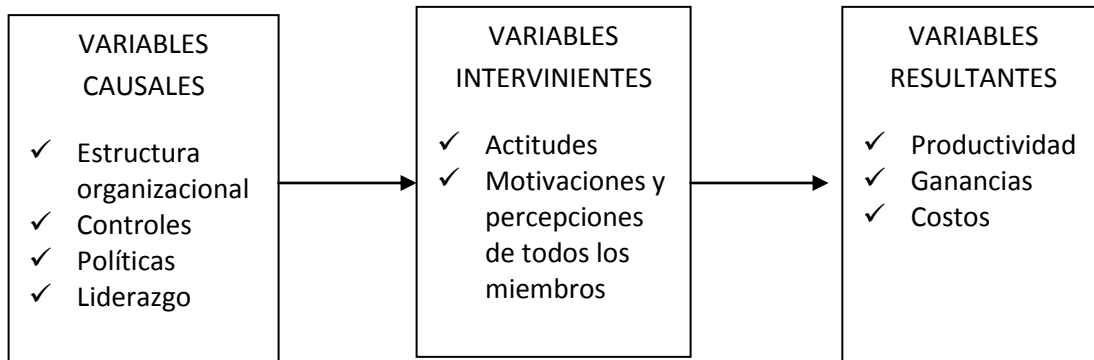 VARIABLES
CAUSALES
✓ Estructura
organizacional
✓ Controles
✓ Políticas
✓ Liderazgo
VARIABLES
INTERVINIENTES
✓ Actitudes
✓ Motivaciones y
percepciones
de todos los
miembros
VARIABLES
RESULTANTES
✓ Productividad
✓ Ganancias
✓ Costos